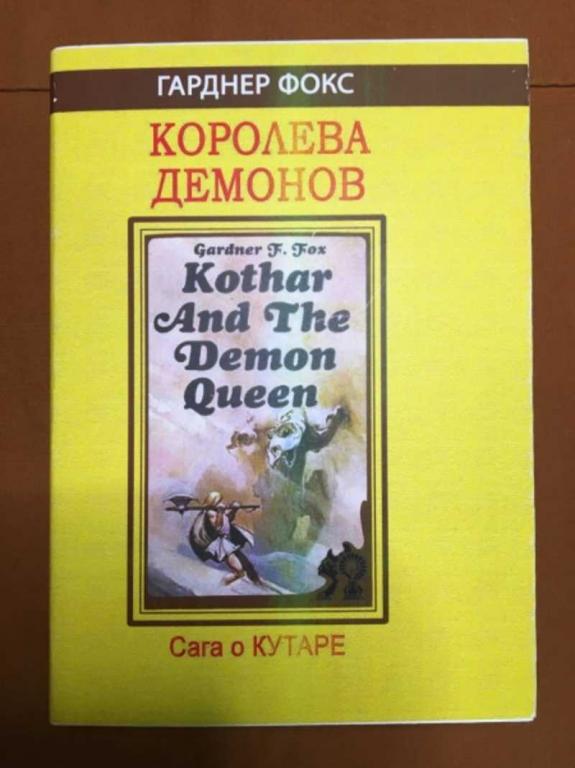 ГАРДНЕР ФОКС
КОРОЛЕВА
ДЕМОНОВ
Gardner F. Fox
Kothar
And The
Demon
Queen
Сага о КУТАРЕ